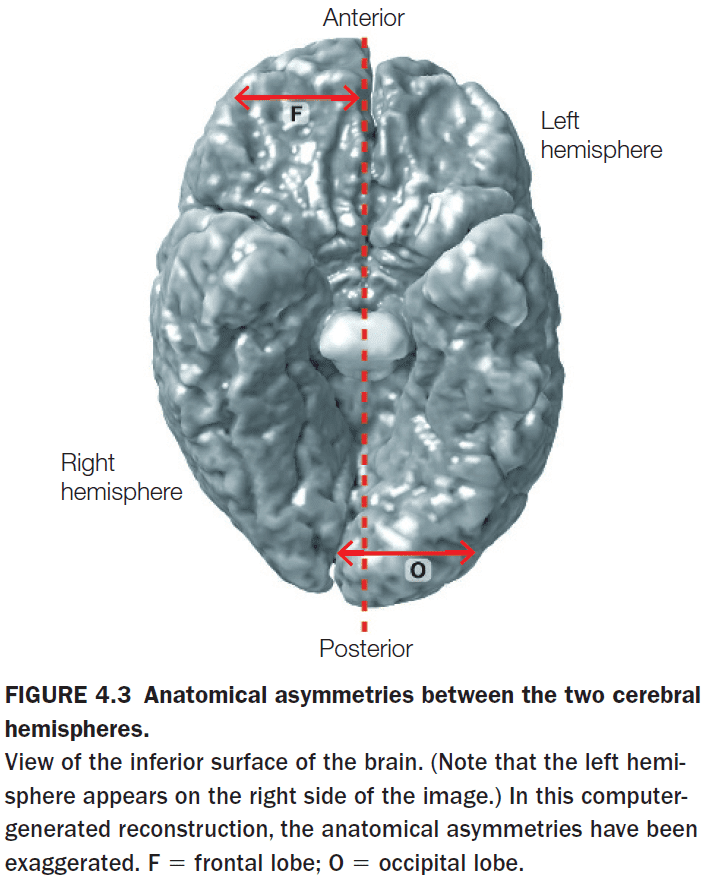 Anterior
F
Left
hemisphere
Right
hemisphere
O
Posterior
FIGURE 4.3 Anatomical asymmetries between the two cerebral
hemispheres.
View of the inferior surface of the brain. (Note that the left hemi-
sphere appears on the right side of the image.) In this computer-
generated reconstruction, the anatomical asymmetries have been
exaggerated. F = frontal lobe; O = occipital lobe.